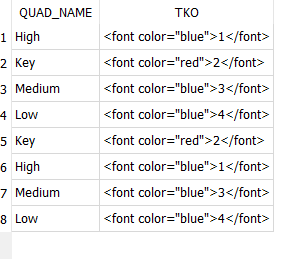 QUAD_NAME TKO
1 High <font color="blue">1</font>
2 Key <font color="red">2</font>
3 Medium <font color="blue">3</font>
4 Low <font color="blue">4</font>
5 Key <font color="red">2</font>
6 High <font color="blue">1</font>
7 Medium <font color="blue">3</font>
8 Low <font color="blue">4</font>